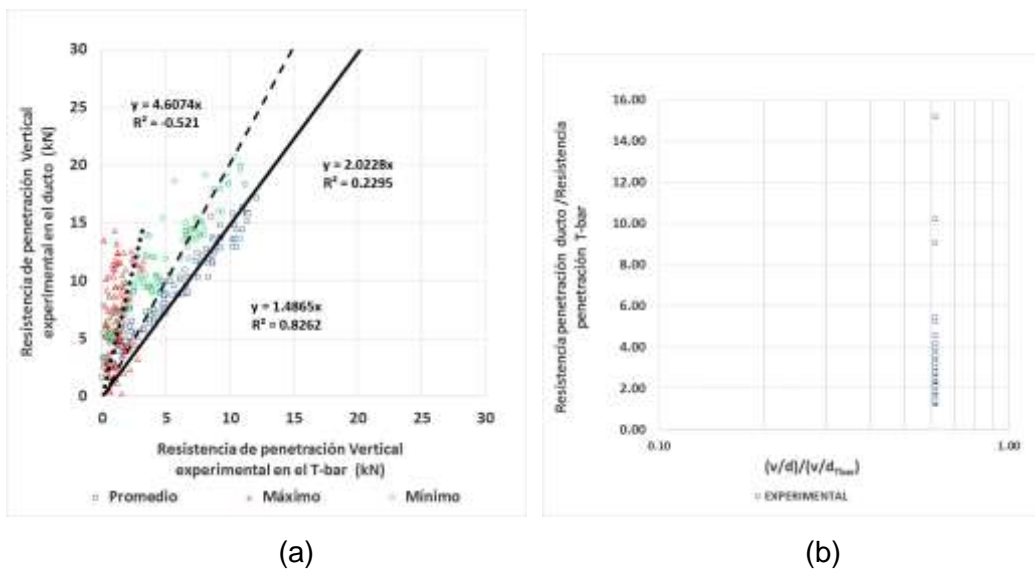 Resistencia de penetración Vertical
experimental en el ducto (kN)
30
25
20
15
10
5
0
y = 4.6074x
R² = -0.521
y = 2.0228x
R² = 0.2295
y = 1.4865x
R² = 0.8262
0 5 10 15 20 25 30
Resistencia de penetración Vertical
experimental en el T-bar (kN)
Promedio Máximo Mínimo
(a)
Resistencia penetración ducto /Resistencia
penetración T-bar
16.00
14.00
12.00
10.00
8.00
6.00
4.00
2.00
0.00
0.10 1.00
(v/d)/(v/dTbar)
EXPERIMENTAL
(b)